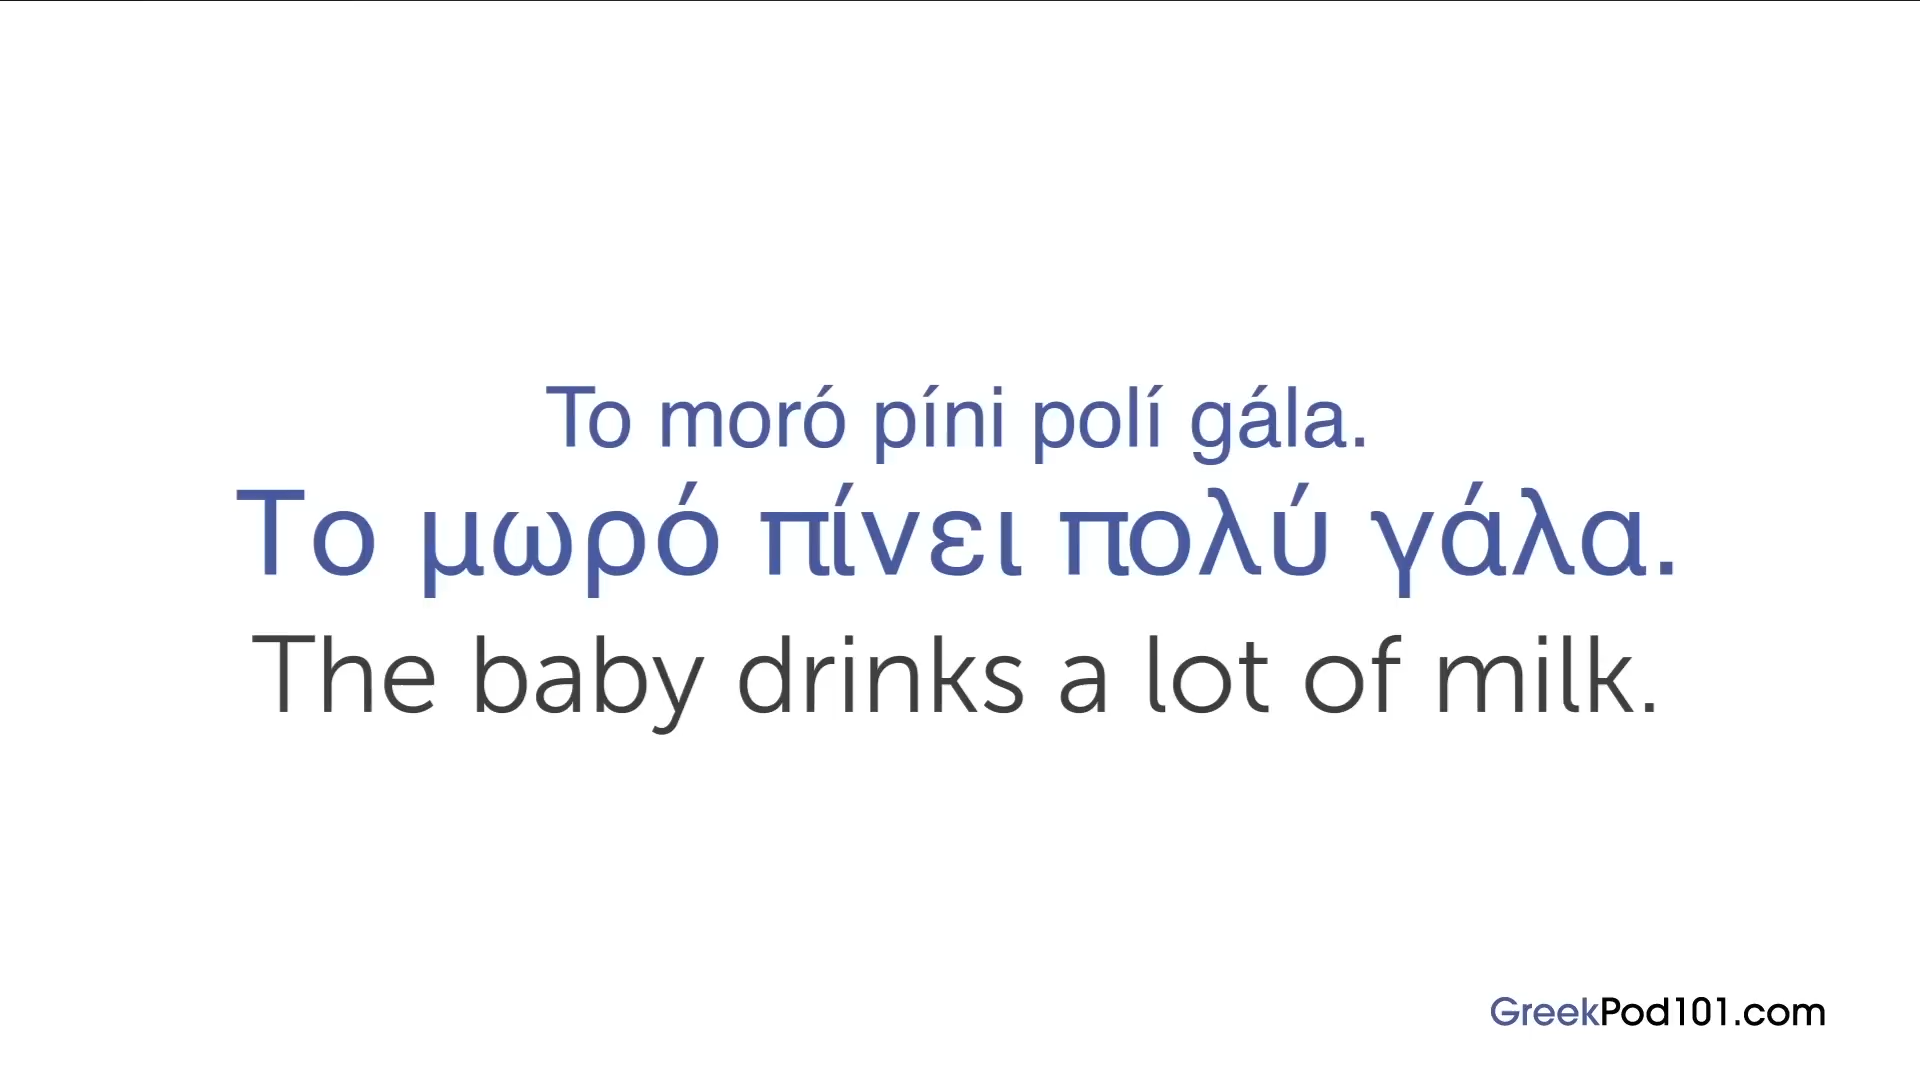 To moró píni polí gála.
Το μωρό πίνει πολύ γάλα.
The baby drinks a lot of milk.
GreekPod101.com